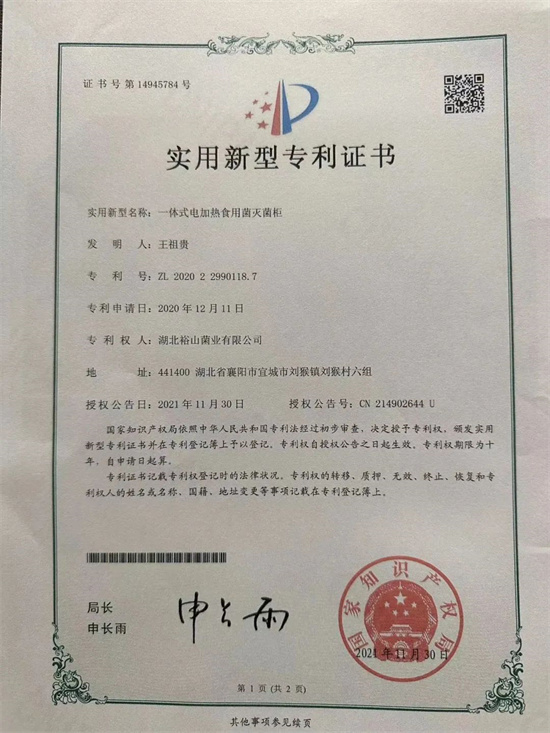 证书号第14945784号
实用新型专利证书
实用新型名称：一体式电加热食用菌灭菌柜
发明人：王祖贵
专利号：ZL 2020 2 2990118.7
专利申请日：2020年12月11日
专利权人：湖北裕山菌业有限公司
地址：441400 湖北省襄阳市宜城市刘猴镇刘猴村六组
授权公告日：2021年11月30日 授权公告号：CN 214902644 U
国家知识产权局依照中华人民共和国专利法经过初步审查，决定授予专利权，颁发实用
新型专利证书并在专利登记簿上予以登记。专利权自授权公告之日起生效。专利权期限为十
年，自申请日起算。
专利证书记载专利权登记时的法律状况。专利权的转移、质押、无效、终止、恢复和专
利权人的姓名或名称、国籍、地址变更等事项记载在专利登记簿上。
局长
申长雨
申长雨
国家知识产权局
2021年11月30日
第1页（共2页）
其他事项参见续页